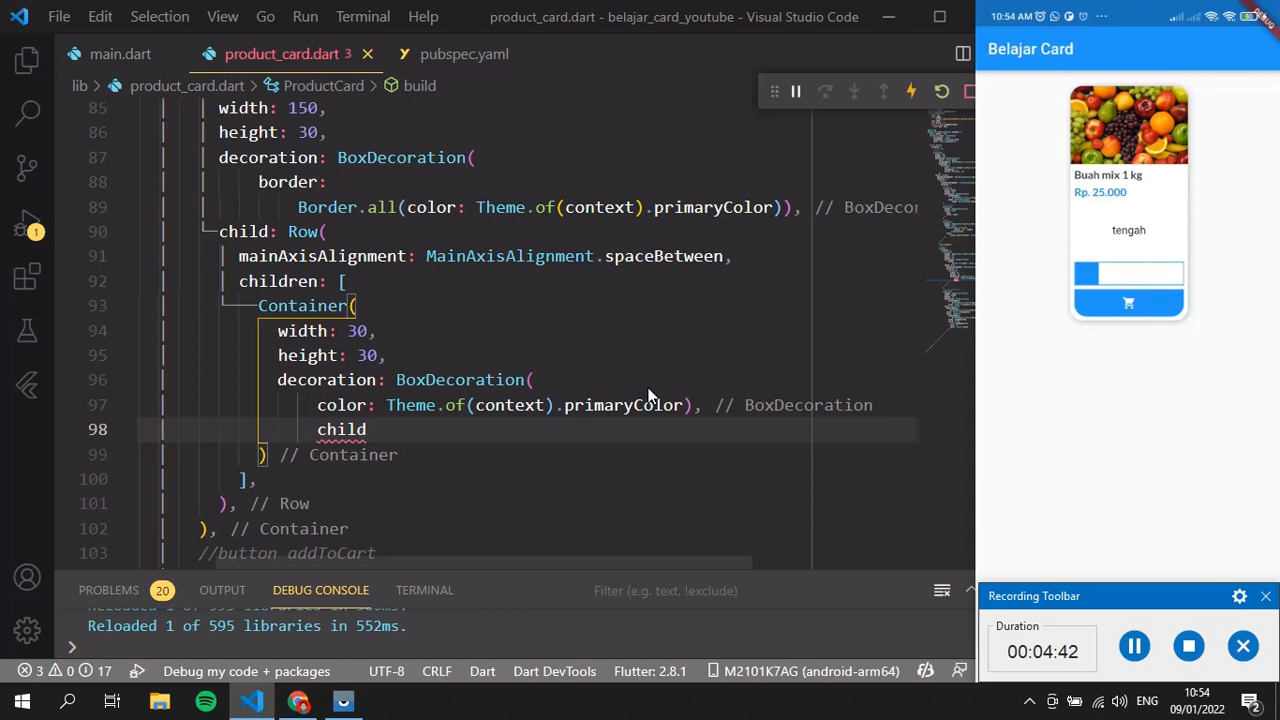 File Edit Selection View Go Run Terminal Help product_card.dart - belajar_card_youtube - Visual Studio Code
main.dart product_card.dart 3 pubspec.yaml
lib > product_card.dart > ProductCard > build
85 width: 150,
86 height: 30,
87 decoration: BoxDecoration(
88 border:
89 Border.all(color: Theme.of(context).primaryColor)), // BoxDecor
90 child: Row(
91 mainAxisAlignment: MainAxisAlignment.spaceBetween,
92 children: [
93 Container(
94 width: 30,
95 height: 30,
96 decoration: BoxDecoration(
97 color: Theme.of(context).primaryColor), // BoxDecoration
98 child
99 ) // Container
100 ],
101 ), // Row
102 ), // Container
103 //button addToCart
PROBLEMS 20 OUTPUT DEBUG CONSOLE TERMINAL Filter (e.g. text, !exclude)
Reloaded 1 of 595 libraries in 552ms.
>
3 0 17 Debug my code + packages UTF-8 CRLF Dart Dart DevTools Flutter: 2.8.1 M2101K7AG (android-arm64)
1
10:54 AM
DEBUG
Belajar Card
Buah mix 1 kg
Rp. 25.000
tengah
Recording Toolbar
Duration
00:04:42
ENG
10:54
09/01/2022
2